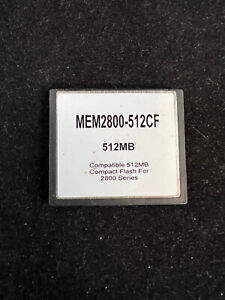 MEM2800-512CF
512MB
Compatible 512MB
Compact Flash For
2800 Series